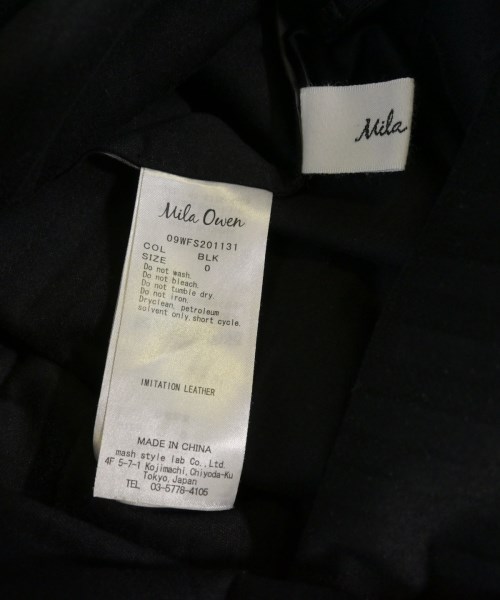 Mila
Mila Owen
09WFS201131
COL BLK
SIZE 0
Do not wash.
Do not bleach.
Do not tumble dry.
Do not iron.
Dryclean, petroleum
solvent only,short cycle.
IMITATION LEATHER
MADE IN CHINA
mash style lab Co.,Ltd.
4F 5-7-1 Kojimachi,Chiyoda-Ku
Tokyo,Japan
TEL 03-5778-4105